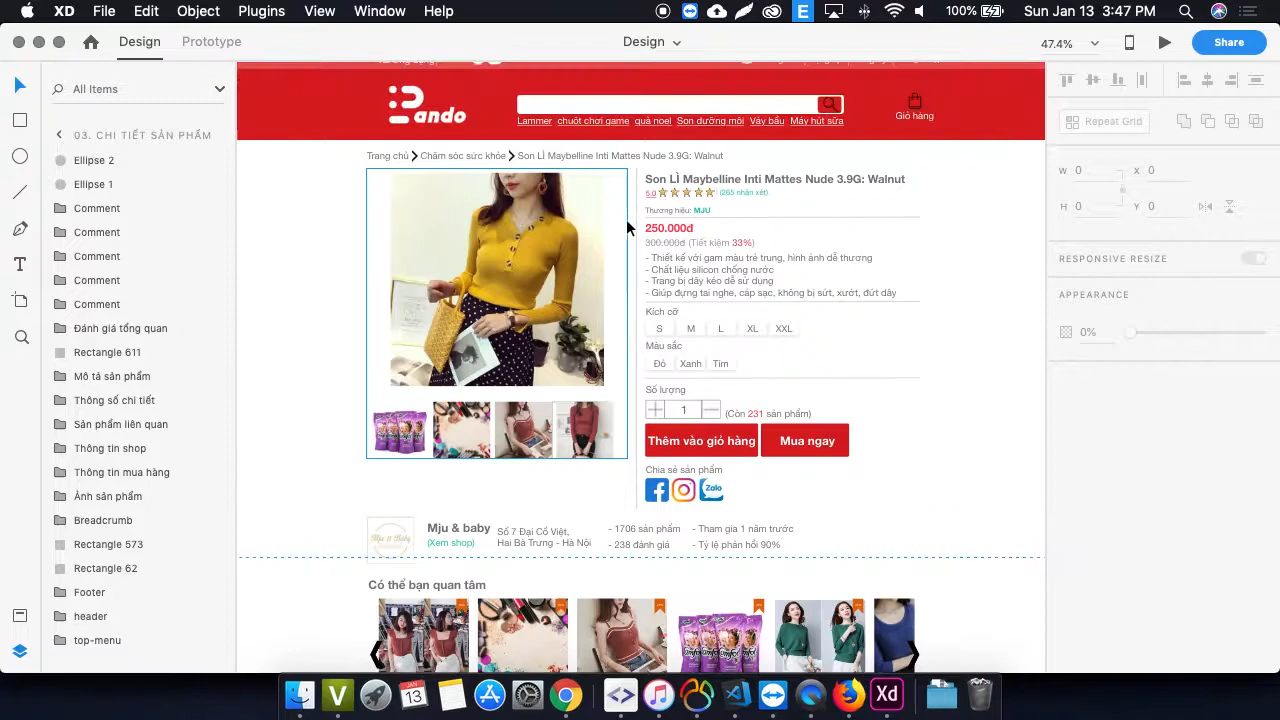 XD File Edit Object Plugins View Window Help
E 100% Sun Jan 13 3:47 PM
Design Prototype
Design
47.4%
Share
All Items
03. CHI TIẾT SẢN PHẨM
Ellipse 2
Ellipse 1
Comment
Comment
Comment
Comment
Comment
Đánh giá tổng quan
Rectangle 611
Mô tả sản phẩm
Thông số chi tiết
Sản phẩm liên quan
Thông tin shop
Thông tin mua hàng
Ảnh sản phẩm
Breadcrumb
Rectangle 573
Rectangle 62
Footer
header
top-menu
ando
Lammer chuột chơi game quà noel Son dưỡng môi Váy bầu Máy hút sữa
Giỏ hàng
Trang chủ Chăm sóc sức khỏe Son LÌ Maybelline Inti Mattes Nude 3.9G: Walnut
Son LÌ Maybelline Inti Mattes Nude 3.9G: Walnut
5.0 (265 nhận xét)
Thương hiệu: MJU
250.000đ
300.000đ (Tiết kiệm 33%)
- Thiết kế với gam màu trẻ trung, hình ảnh dễ thương
- Chất liệu silicon chống nước
- Trang bị dây kéo dễ sử dụng
- Giúp đựng tai nghe, cáp sạc, không bị sứt, xướt, đứt dây
Kích cỡ
S M L XL XXL
Màu sắc
Đỏ Xanh Tím
Số lượng
1 (Còn 231 sản phẩm)
Thêm vào giỏ hàng Mua ngay
Chia sẻ sản phẩm
Zalo
Mju & Baby
Mju & baby
(Xem shop)
Số 7 Đại Cồ Việt,
Hai Bà Trưng - Hà Nội
- 1706 sản phẩm - Tham gia 1 năm trước
- 238 đánh giá - Tỷ lệ phản hồi 90%
Có thể bạn quan tâm
Repeat Grid
W 0 X 0
H 0 Y 0
RESPONSIVE RESIZE
APPEARANCE
0%
V JAN 13 Xd